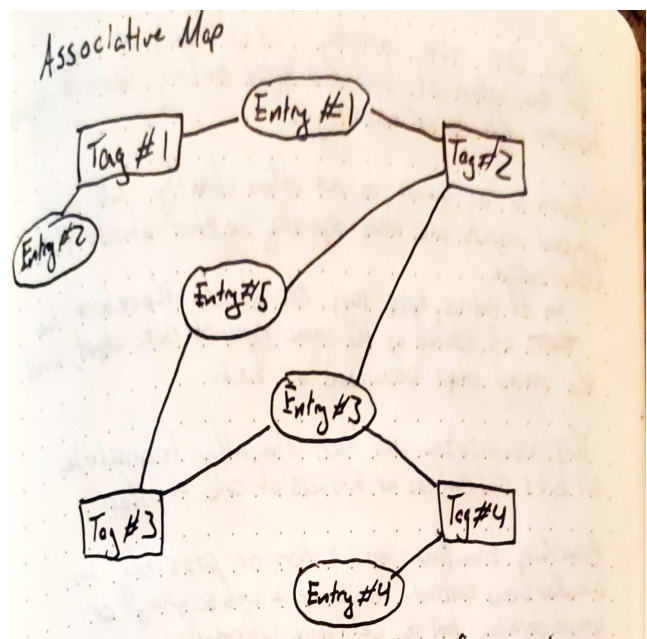 Associative Map
Entry #1
Tag #1
Tag #2
Entry #2
Entry #5
Entry #3
Tag #3
Tag #4
Entry #4